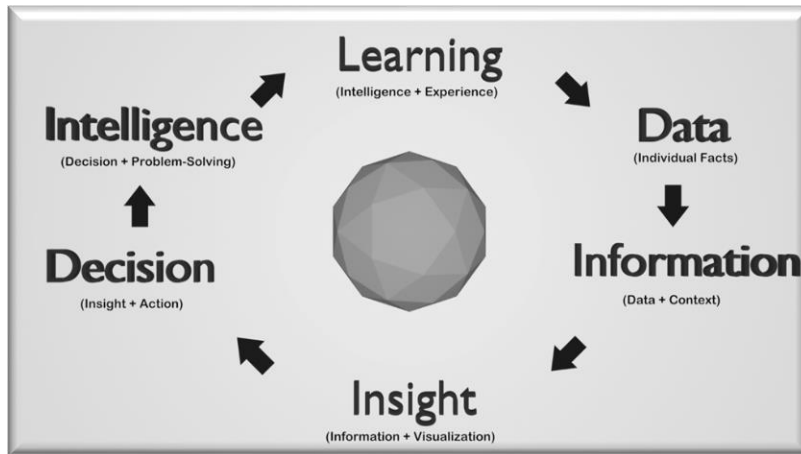 Learning
(Intelligence + Experience)
Data
(Individual Facts)
Information
(Data + Context)
Insight
(Information + Visualization)
Decision
(Insight + Action)
Intelligence
(Decision + Problem-Solving)